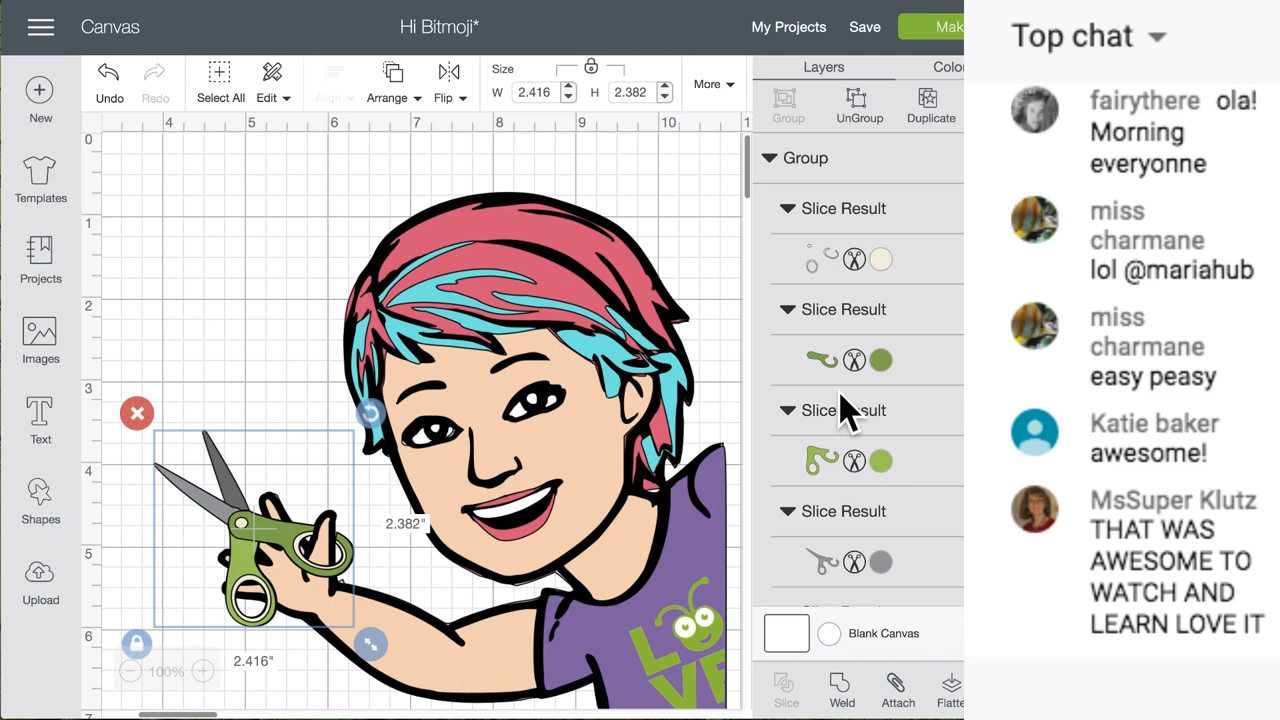 Canvas
Hi Bitmoji*
My Projects
Save
Mak
Undo
Redo
Select All
Edit
Align
Arrange
Flip
Size
W 2.416
H 2.382
More
Layers
Color
New
Templates
Projects
Images
Text
Shapes
Upload
4 5 6 7 8 9 10 1
0
1
2
3
4
5
6
7
2.382"
2.416"
100%
LO
VE
Group
UnGroup
Duplicate
Group
Slice Result
Slice Result
Slice Result
Slice Result
Blank Canvas
Slice
Weld
Attach
Flatte
Top chat
fairythere ola!
Morning
everyonne
miss
charmane
lol @mariahub
miss
charmane
easy peasy
Katie baker
awesome!
MsSuper Klutz
THAT WAS
AWESOME TO
WATCH AND
LEARN LOVE IT